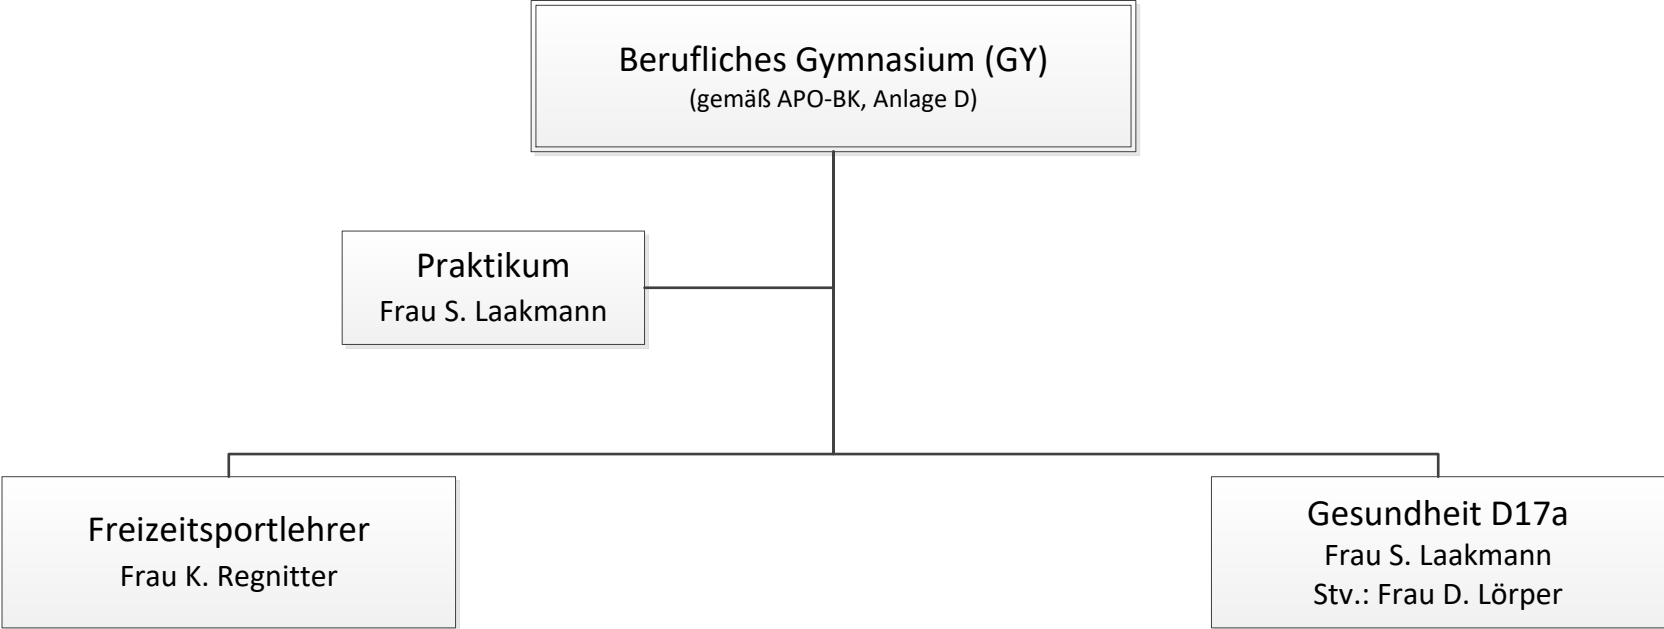 Berufliches Gymnasium (GY)
(gemäß APO-BK, Anlage D)
Praktikum
Frau S. Laakmann
Freizeitsportlehrer
Frau K. Regnitter
Gesundheit D17a
Frau S. Laakmann
Stv.: Frau D. Lörper